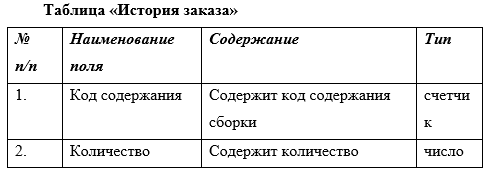 Таблица «История заказа»
№ Наименование Содержание Тип
п/п поля
1. Код содержания Содержит код содержания счетчи
сборки к
2. Количество Содержит количество число